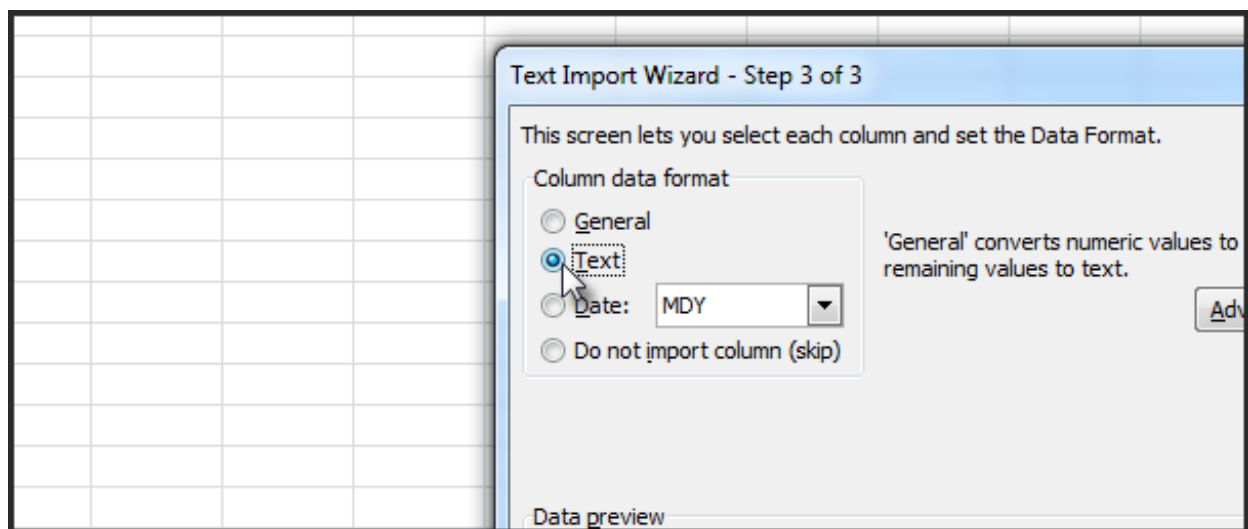 Text Import Wizard - Step 3 of 3
This screen lets you select each column and set the Data Format.
Column data format
General
Text
Date: MDY
Do not import column (skip)
'General' converts numeric values to
remaining values to text.
Data preview